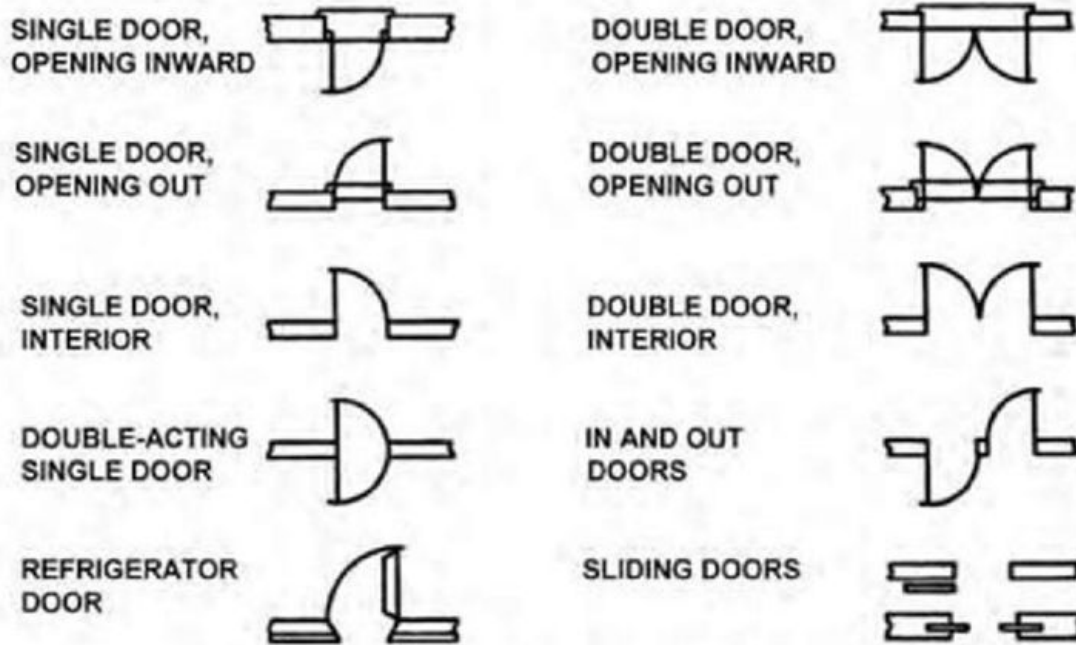 SINGLE DOOR,
OPENING INWARD
DOUBLE DOOR,
OPENING INWARD
SINGLE DOOR,
OPENING OUT
DOUBLE DOOR,
OPENING OUT
SINGLE DOOR,
INTERIOR
DOUBLE DOOR,
INTERIOR
DOUBLE-ACTING
SINGLE DOOR
IN AND OUT
DOORS
REFRIGERATOR
DOOR
SLIDING DOORS